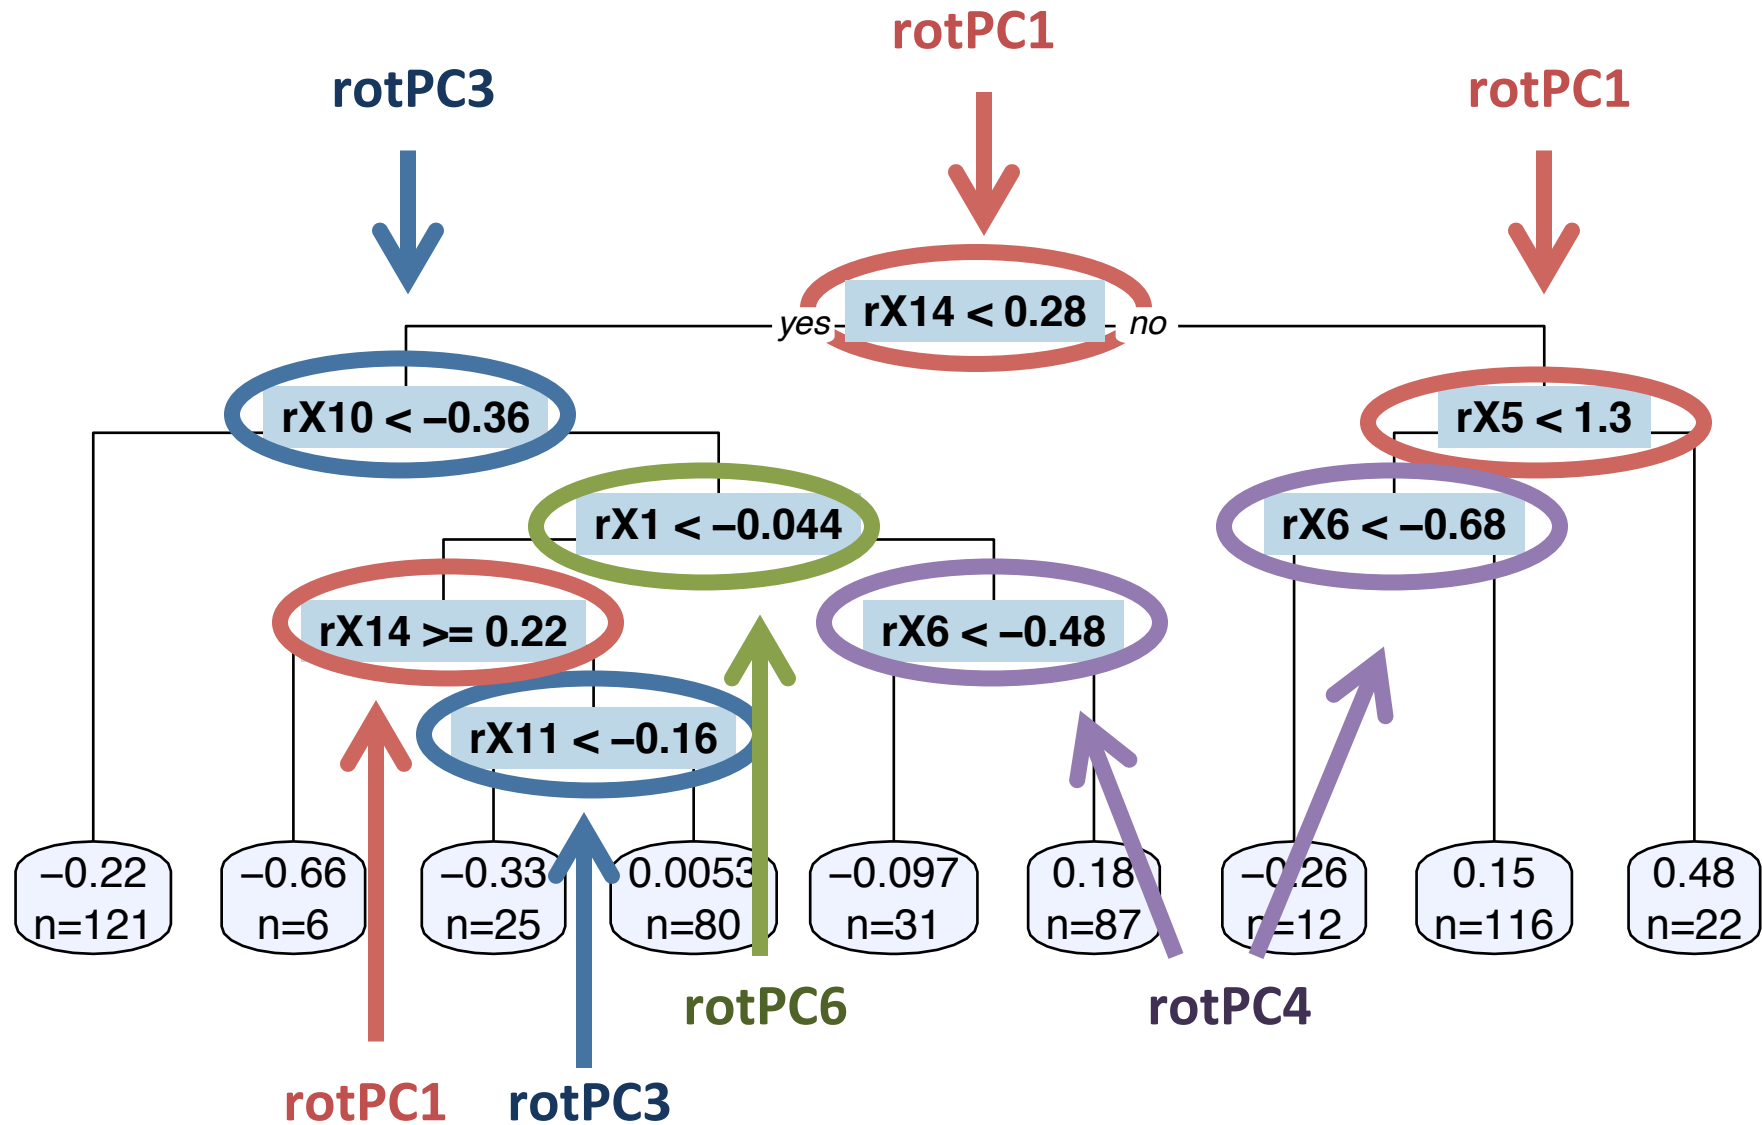 rotPC1
rotPC3
rotPC1
rX14 < 0.28
yes
no
rX10 < −0.36
rX5 < 1.3
rX1 < −0.044
rX6 < −0.68
rX14 >= 0.22
rX6 < −0.48
rX11 < −0.16
−0.22
n=121
−0.66
n=6
−0.33
n=25
0.0053
n=80
−0.097
n=31
0.18
n=87
−0.26
n=12
0.15
n=116
0.48
n=22
rotPC6
rotPC4
rotPC1
rotPC3